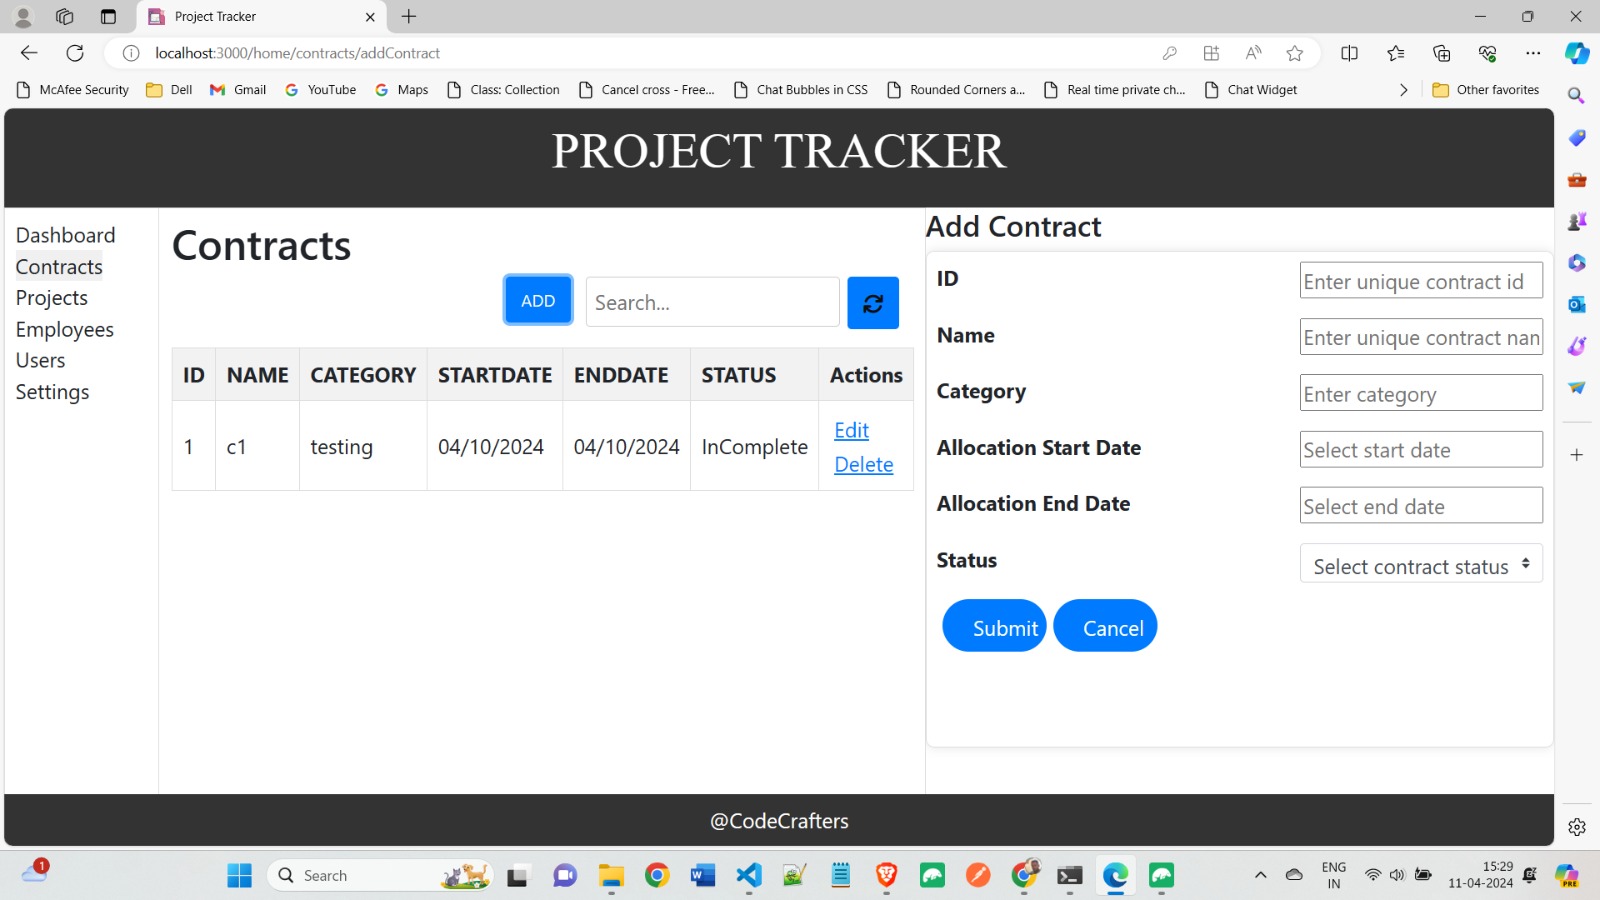 Project Tracker
localhost:3000/home/contracts/addContract
McAfee Security
Dell
Gmail
YouTube
Maps
Class: Collection
Cancel cross - Free...
Chat Bubbles in CSS
Rounded Corners a...
Real time private ch...
Chat Widget
Other favorites
PROJECT TRACKER
Dashboard
Contracts
Projects
Employees
Users
Settings
Contracts
ADD
Search...
ID NAME CATEGORY STARTDATE ENDDATE STATUS Actions
1 c1 testing 04/10/2024 04/10/2024 InComplete Edit
Delete
Add Contract
ID Enter unique contract id
Name Enter unique contract nan
Category Enter category
Allocation Start Date Select start date
Allocation End Date Select end date
Status Select contract status
Submit Cancel
@CodeCrafters
1
Search
ENG
IN
15:29
11-04-2024
PRE